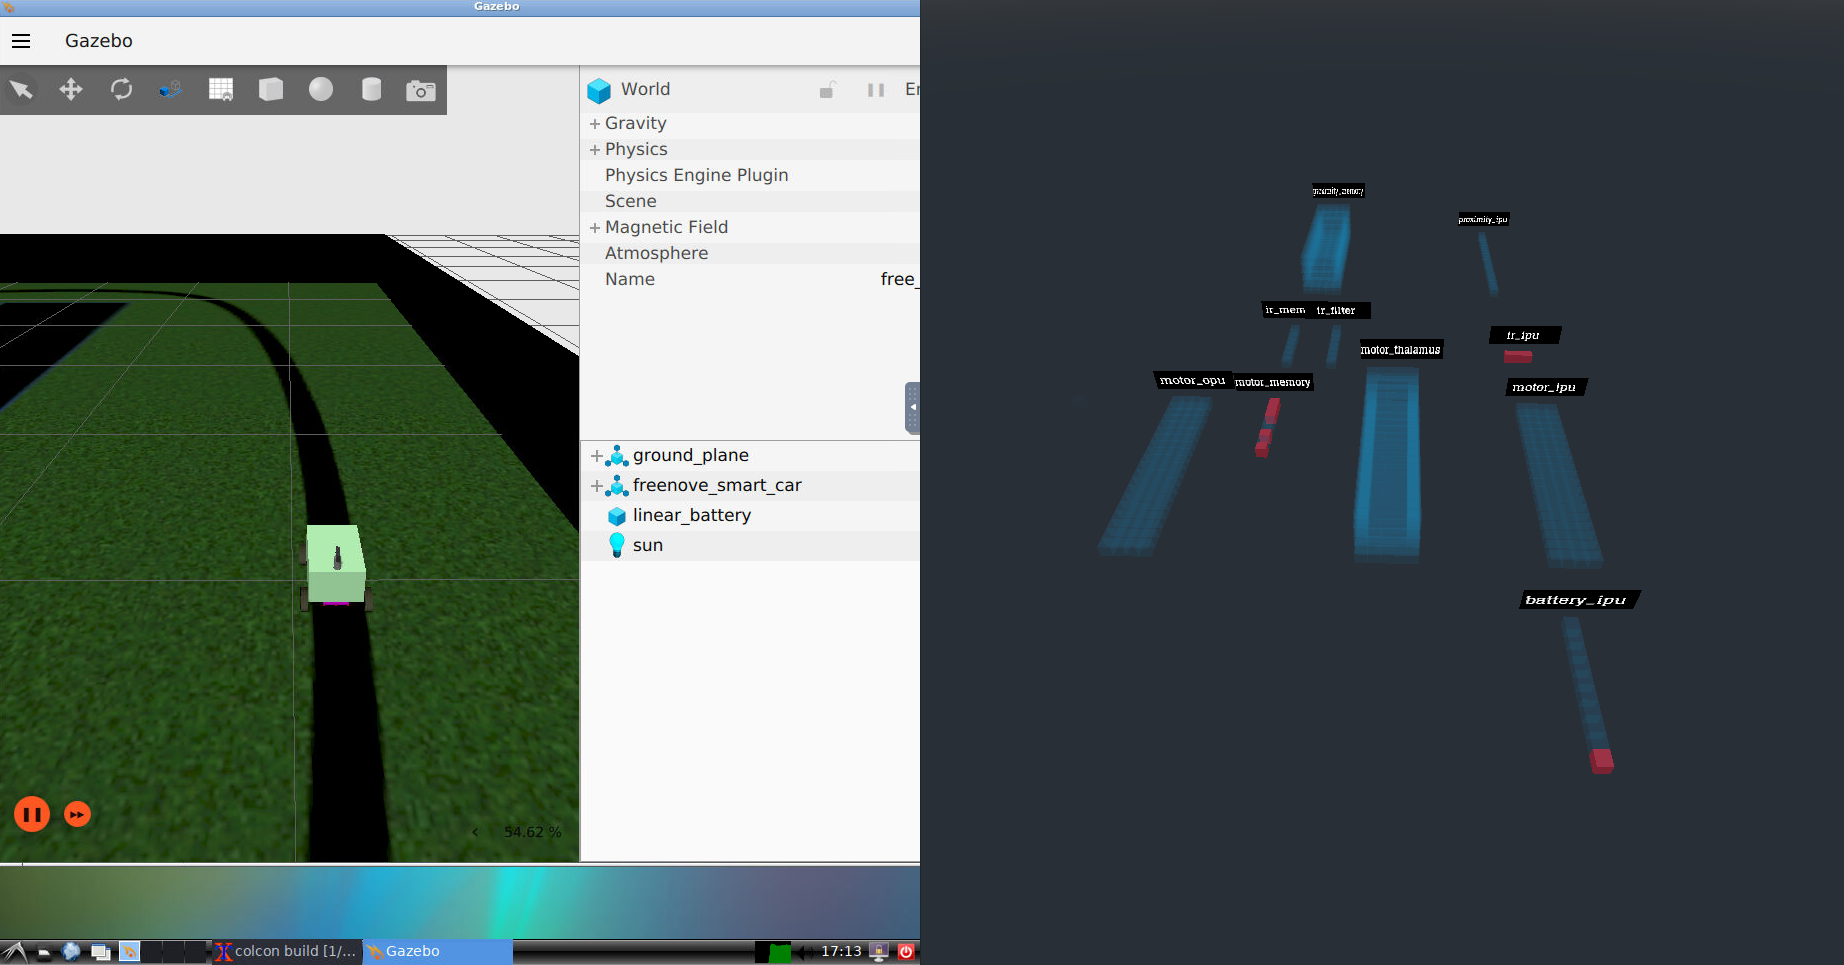 Gazebo
Gazebo
World
En
Gravity
Physics
Physics Engine Plugin
Scene
Magnetic Field
Atmosphere
Name free_
ground_plane
freenove_smart_car
linear_battery
sun
< 54.62 %
colcon build [1/...
Gazebo
17:13
proximity_memory
proximity_ipu
ir_mem
ir_filter
ir_ipu
motor_thalamus
motor_opu
motor_memory
motor_ipu
battery_ipu